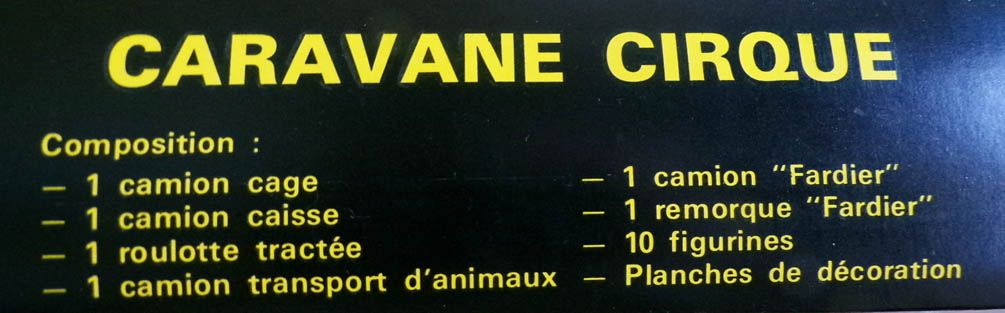 CARAVANE CIRQUE
Composition :
— 1 camion cage
— 1 camion caisse
— 1 roulotte tractée
— 1 camion transport d'animaux
— 1 camion "Fardier"
— 1 remorque "Fardier"
— 10 figurines
— Planches de décoration